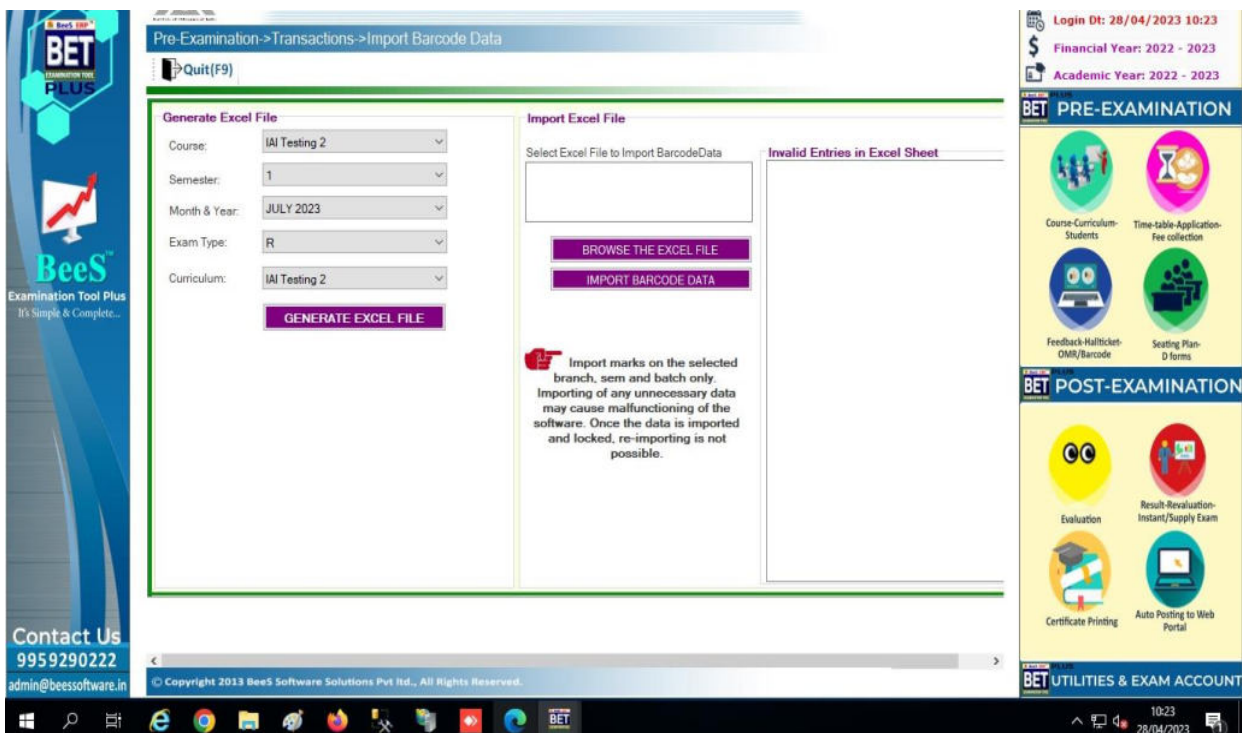 BeeS ERP
BET
EXAMINATION TOOL
PLUS
BeeS™
Examination Tool Plus
It's Simple & Complete...
Contact Us
9959290222
admin@beessoftware.in
Pre-Examination->Transactions->Import Barcode Data
Quit(F9)
Generate Excel File
Course: IAI Testing 2
Semester: 1
Month & Year: JULY 2023
Exam Type: R
Curriculum: IAI Testing 2
GENERATE EXCEL FILE
Import Excel File
Select Excel File to Import BarcodeData
BROWSE THE EXCEL FILE
IMPORT BARCODE DATA
Import marks on the selected
branch, sem and batch only.
Importing of any unnecessary data
may cause malfunctioning of the
software. Once the data is imported
and locked, re-importing is not
possible.
Invalid Entries in Excel Sheet
© Copyright 2013 BeeS Software Solutions Pvt ltd., All Rights Reserved.
Login Dt: 28/04/2023 10:23
Financial Year: 2022 - 2023
Academic Year: 2022 - 2023
BET PLUS PRE-EXAMINATION
Course-Curriculum-
Students
Time-table-Application-
Fee collection
Feedback-Hallticket-
OMR/Barcode
Seating Plan-
D forms
BET PLUS POST-EXAMINATION
Evaluation
Result-Revaluation-
Instant/Supply Exam
Certificate Printing
Auto Posting to Web
Portal
BET PLUS UTILITIES & EXAM ACCOUNT
BET
10:23
28/04/2023